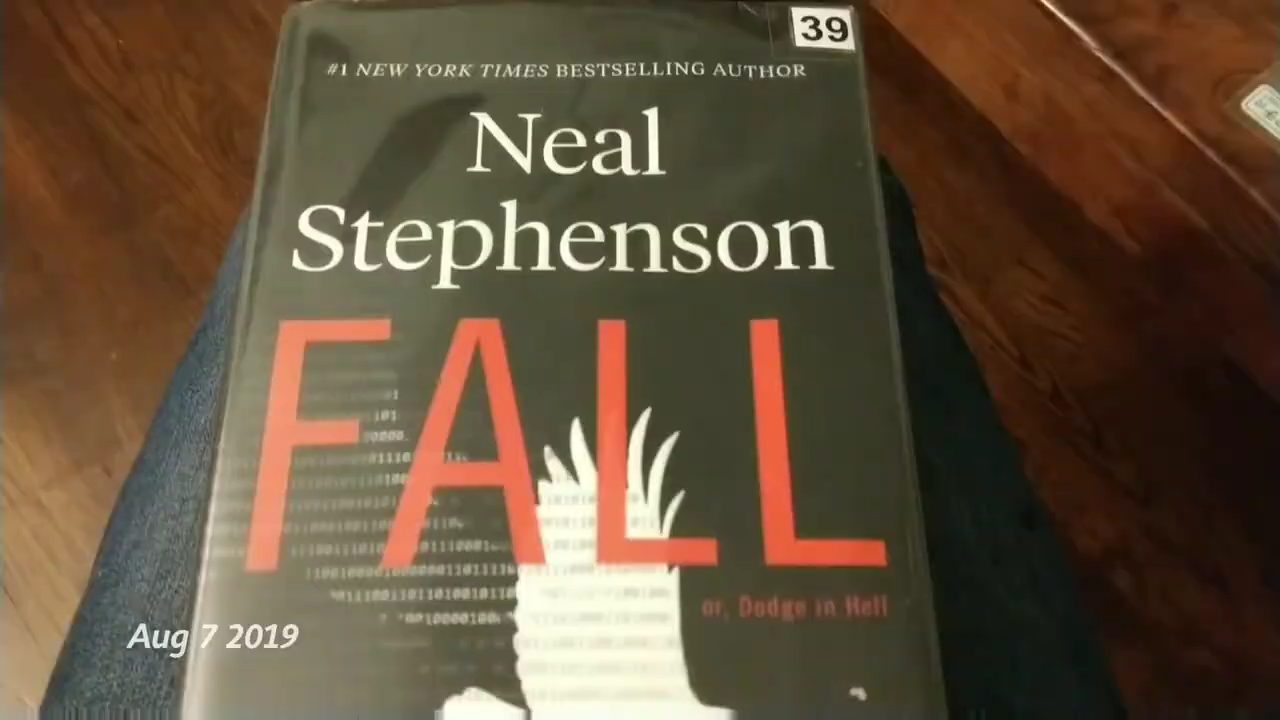 39
#1 NEW YORK TIMES BESTSELLING AUTHOR
Neal
Stephenson
FALL
or, Dodge in Hell
Aug 7 2019